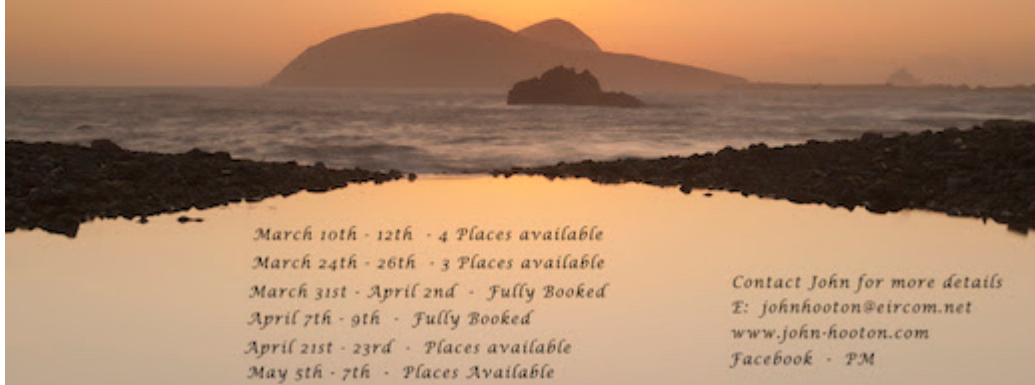 March 10th - 12th - 4 Places available
March 24th - 26th - 3 Places available
March 31st - April 2nd - Fully Booked
April 7th - 9th - Fully Booked
April 21st - 23rd - Places available
May 5th - 7th - Places Available
Contact John for more details
E: johnhooton@eircom.net
www.john-hooton.com
Facebook - PM